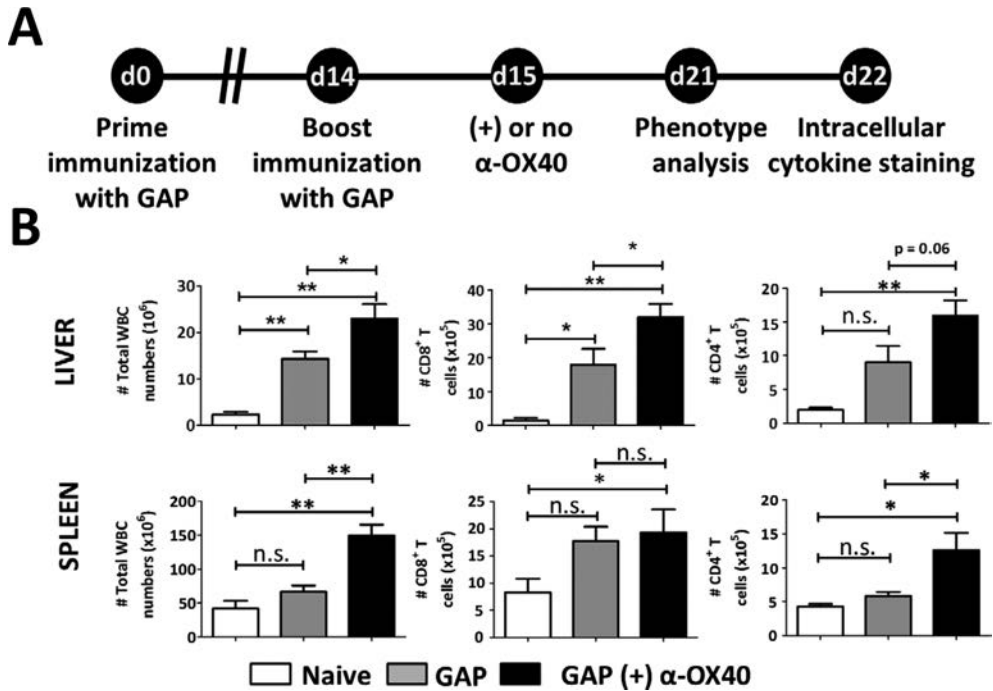 A
d0 d14 d15 d21 d22
Prime immunization with GAP
Boost immunization with GAP
(+) or no α-OX40
Phenotype analysis
Intracellular cytokine staining
B
LIVER
# Total WBC numbers (10⁶)
30
20
10
0
**
**
*
# CD8⁺ T cells (x10⁵)
40
30
20
10
0
*
**
*
# CD4⁺ T cells (x10⁵)
20
15
10
5
0
n.s.
**
p = 0.06
SPLEEN
# Total WBC numbers (x10⁶)
200
150
100
50
0
n.s.
**
**
# CD8⁺ T cells (x10⁵)
25
20
15
10
5
0
n.s.
*
n.s.
# CD4⁺ T cells (x10⁵)
20
15
10
5
0
n.s.
*
*
Naive GAP GAP (+) α-OX40